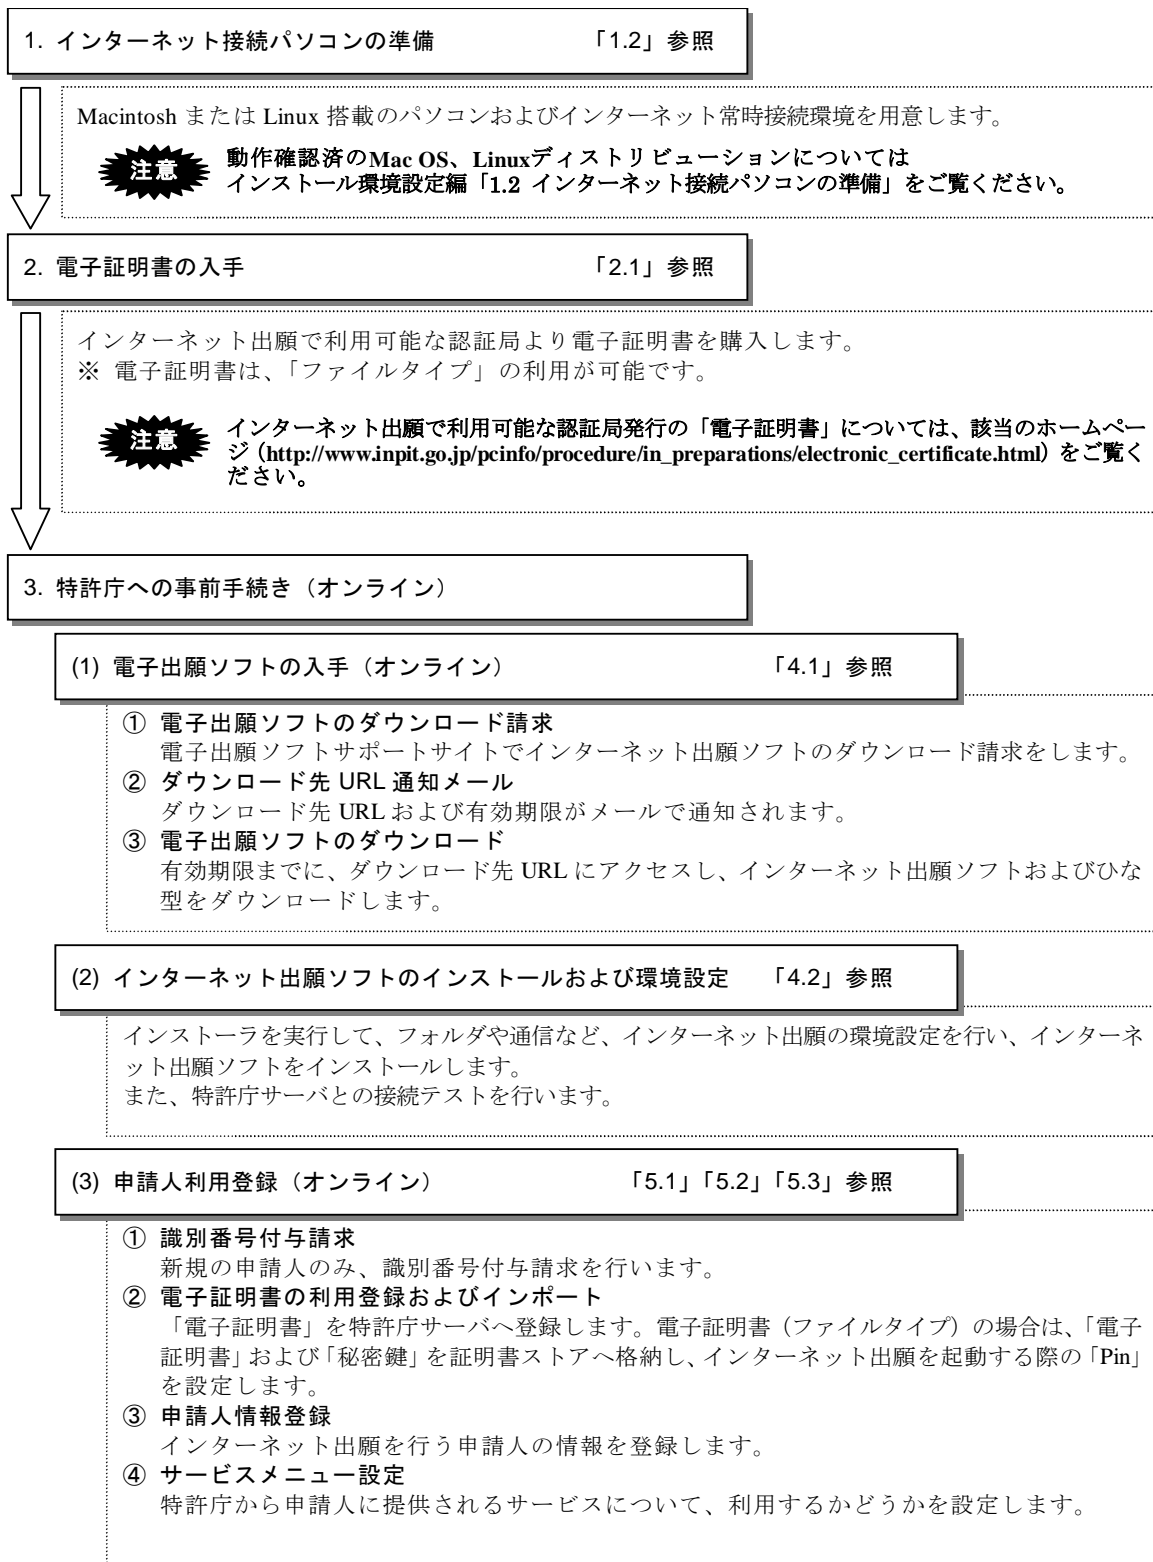 1. インターネット接続パソコンの準備 「1.2」参照
Macintosh または Linux 搭載のパソコンおよびインターネット常時接続環境を用意します。
注意
動作確認済のMac OS、Linuxディストリビューションについては
インストール環境設定編「1.2 インターネット接続パソコンの準備」をご覧ください。
2. 電子証明書の入手 「2.1」参照
インターネット出願で利用可能な認証局より電子証明書を購入します。
※ 電子証明書は、「ファイルタイプ」の利用が可能です。
注意
インターネット出願で利用可能な認証局発行の「電子証明書」については、該当のホームペー
ジ（http://www.inpit.go.jp/pcinfo/procedure/in_preparations/electronic_certificate.html）をご覧く
ださい。
3. 特許庁への事前手続き（オンライン）
(1) 電子出願ソフトの入手（オンライン） 「4.1」参照
① 電子出願ソフトのダウンロード請求
電子出願ソフトサポートサイトでインターネット出願ソフトのダウンロード請求をします。
② ダウンロード先 URL 通知メール
ダウンロード先 URL および有効期限がメールで通知されます。
③ 電子出願ソフトのダウンロード
有効期限までに、ダウンロード先 URL にアクセスし、インターネット出願ソフトおよびひな
型をダウンロードします。
(2) インターネット出願ソフトのインストールおよび環境設定 「4.2」参照
インストーラを実行して、フォルダや通信など、インターネット出願の環境設定を行い、インターネ
ット出願ソフトをインストールします。
また、特許庁サーバとの接続テストを行います。
(3) 申請人利用登録（オンライン） 「5.1」「5.2」「5.3」参照
① 識別番号付与請求
新規の申請人のみ、識別番号付与請求を行います。
② 電子証明書の利用登録およびインポート
「電子証明書」を特許庁サーバへ登録します。電子証明書（ファイルタイプ）の場合は、「電子
証明書」および「秘密鍵」を証明書ストアへ格納し、インターネット出願を起動する際の「Pin」
を設定します。
③ 申請人情報登録
インターネット出願を行う申請人の情報を登録します。
④ サービスメニュー設定
特許庁から申請人に提供されるサービスについて、利用するかどうかを設定します。